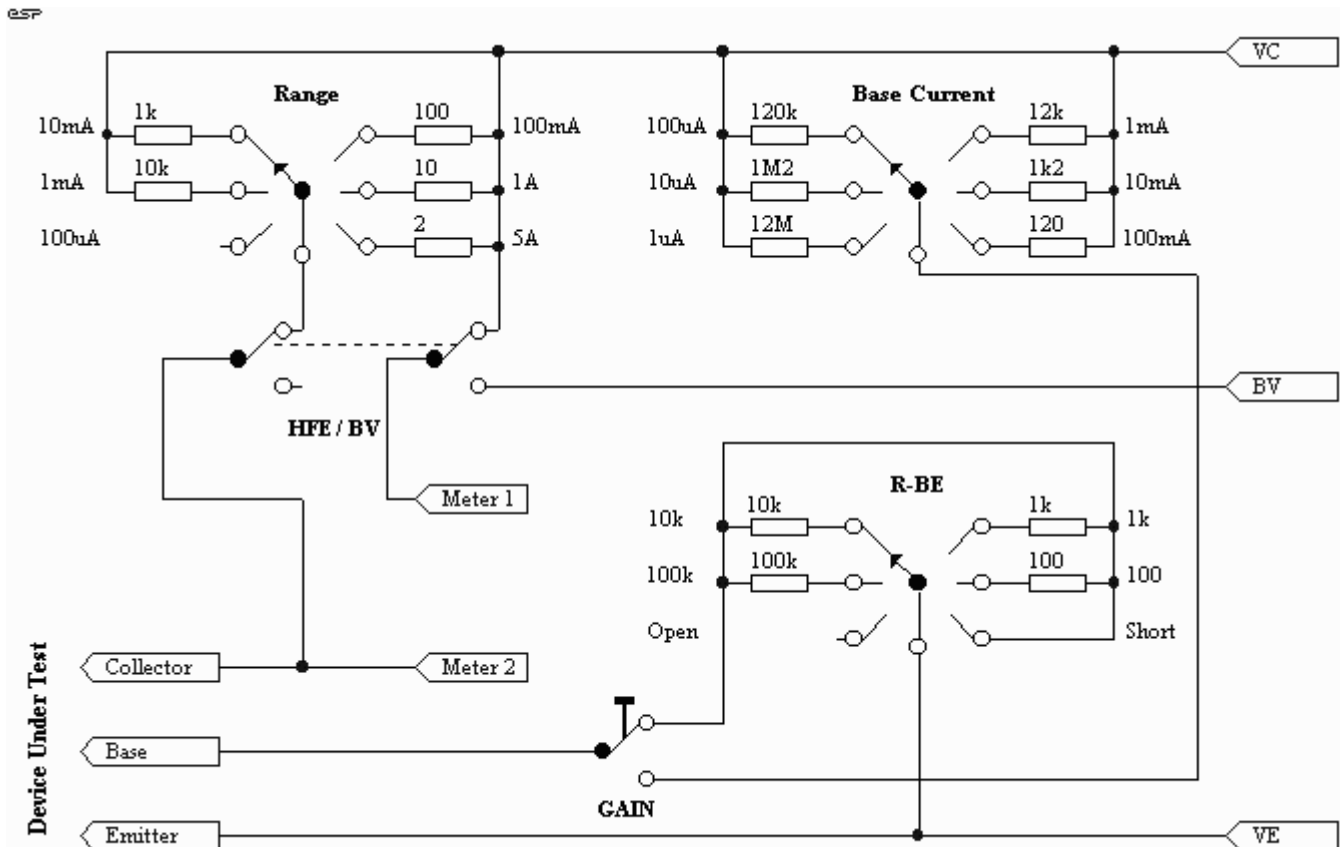 esp
VC
Range
Base Current
10mA 1k 100 100mA 100uA 120k 12k 1mA
1mA 10k 10 1A 10uA 1M2 1k2 10mA
100uA 2 5A 1uA 12M 120 100mA
BV
HFE / BV
R-BE
Meter 1
10k 10k 1k 1k
100k 100k 100 100
Open Short
Collector Meter 2
Device Under Test
Base
GAIN
Emitter VE